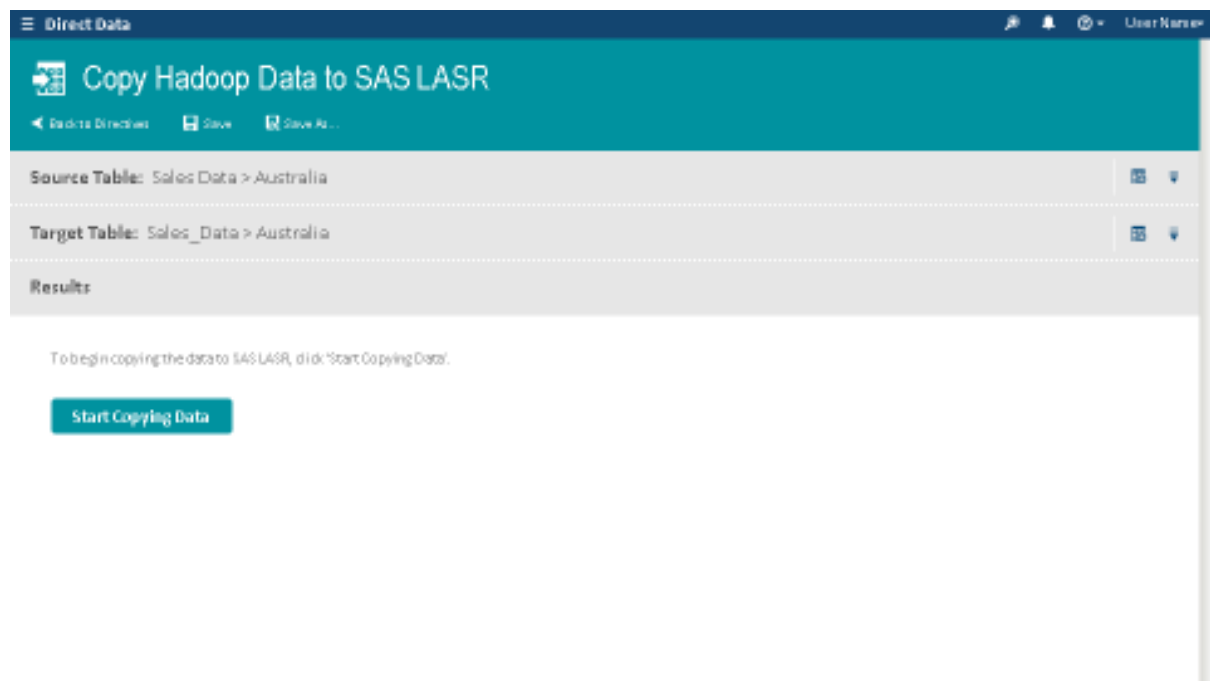 Direct Data
User Name
Copy Hadoop Data to SAS LASR
Back to Directives Save Save As...
Source Table: Sales Data > Australia
Target Table: Sales_Data > Australia
Results
To begin copying the data to SAS LASR, click 'Start Copying Data'.
Start Copying Data